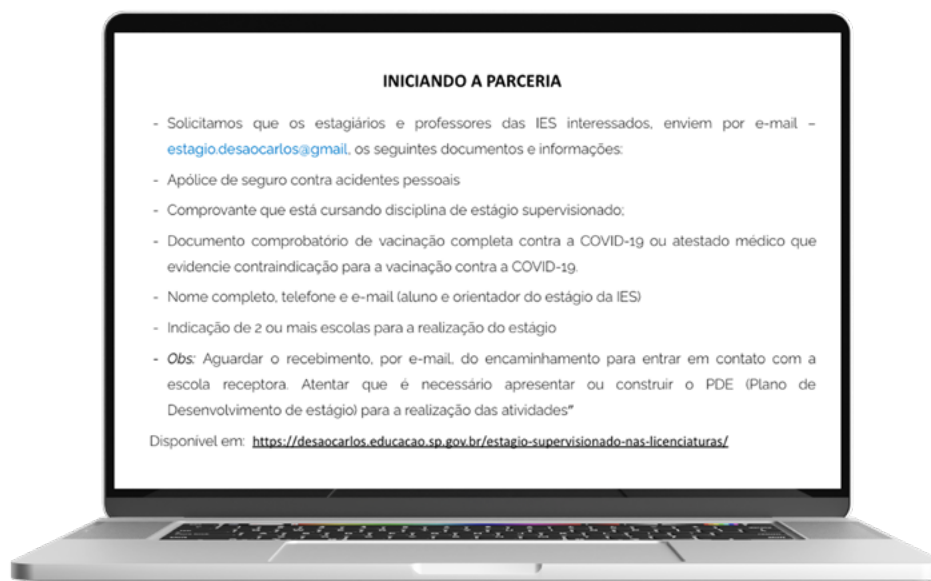 INICIANDO A PARCERIA
- Solicitamos que os estagiários e professores das IES interessados, enviem por e-mail –
estagio.desaocarlos@gmail, os seguintes documentos e informações:
- Apólice de seguro contra acidentes pessoais
- Comprovante que está cursando disciplina de estágio supervisionado;
- Documento comprobatório de vacinação completa contra a COVID-19 ou atestado médico que
evidencie contraindicação para a vacinação contra a COVID-19.
- Nome completo, telefone e e-mail (aluno e orientador do estágio da IES)
- Indicação de 2 ou mais escolas para a realização do estágio
- Obs: Aguardar o recebimento, por e-mail, do encaminhamento para entrar em contato com a
escola receptora. Atentar que é necessário apresentar ou construir o PDE (Plano de
Desenvolvimento de estágio) para a realização das atividades”
Disponível em: https://desaocarlos.educacao.sp.gov.br/estagio-supervisionado-nas-licenciaturas/